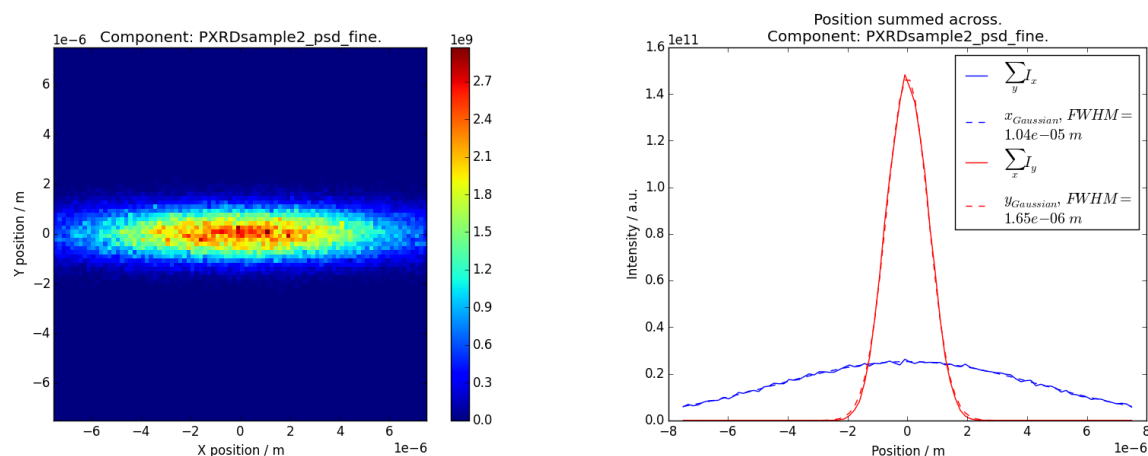 1e−6
Component: PXRDsample2_psd_fine.
1e9
6
4
2
0
−2
−4
−6
Y position / m
−6
−4
−2
0
2
4
6
1e−6
X position / m
2.7
2.4
2.1
1.8
1.5
1.2
0.9
0.6
0.3
0.0
Position summed across.
1e11
Component: PXRDsample2_psd_fine.
1.6
1.4
1.2
1.0
0.8
0.6
0.4
0.2
0.0
Intensity / a.u.
∑y Ix
xGaussian, FWHM =
1.04e−05 m
∑x Iy
yGaussian, FWHM =
1.65e−06 m
−8
−6
−4
−2
0
2
4
6
8
1e−6
Position / m